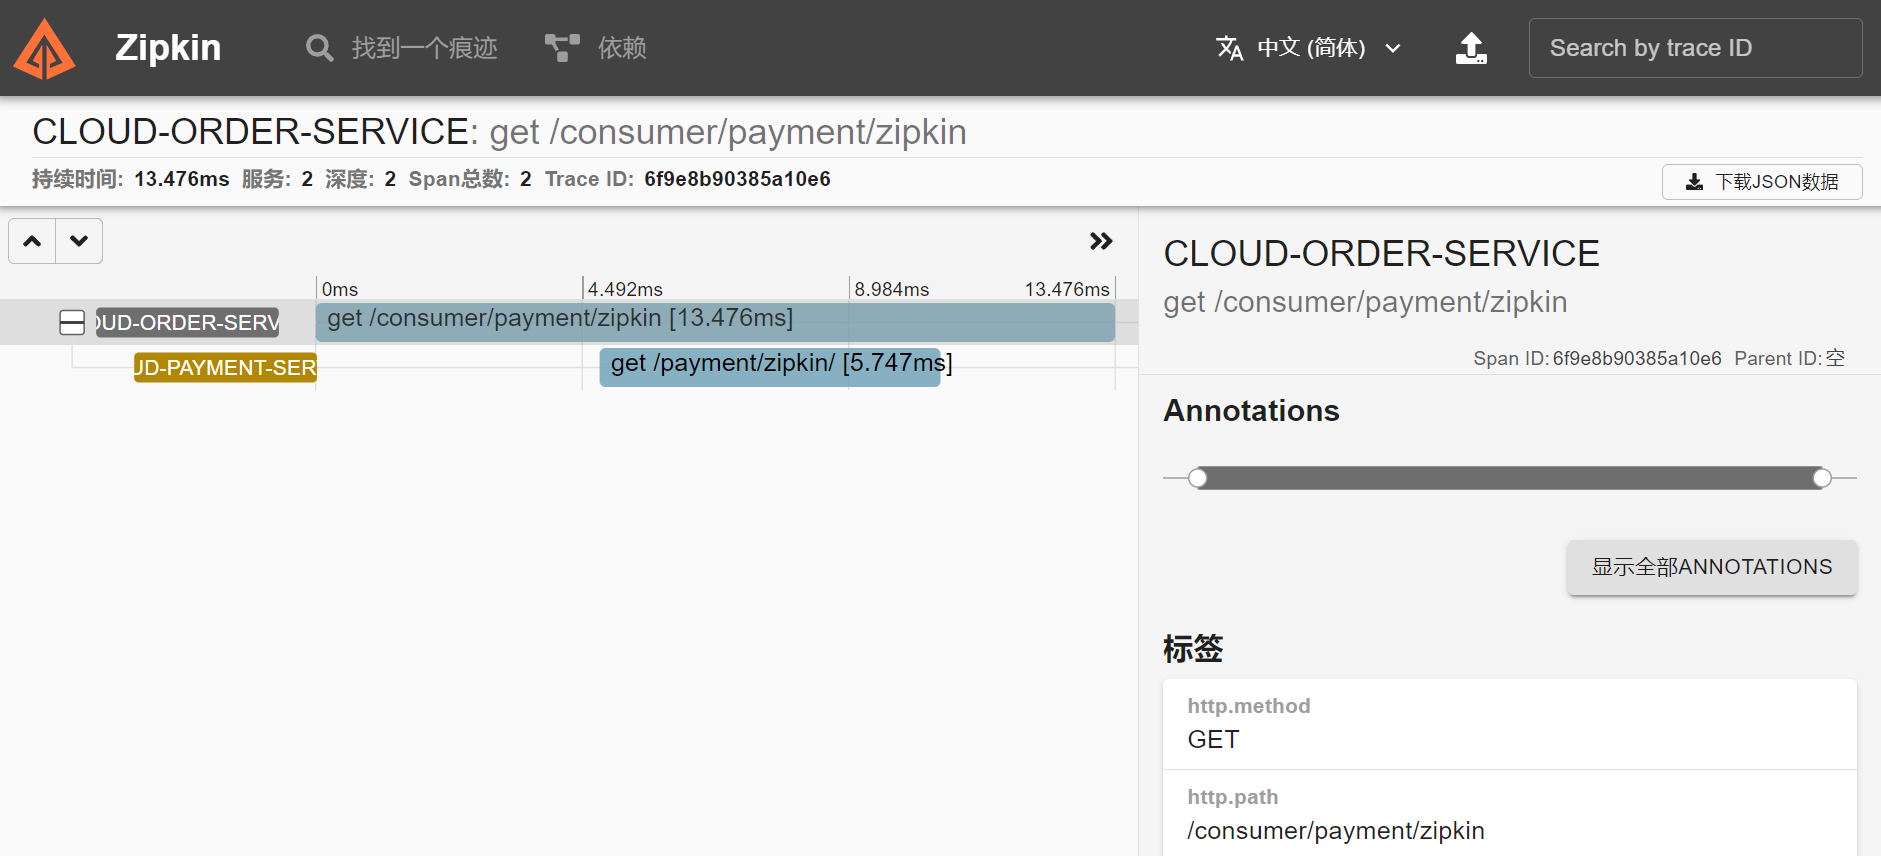 Zipkin 找到一个痕迹 依赖 中文 (简体) Search by trace ID
CLOUD-ORDER-SERVICE: get /consumer/payment/zipkin
持续时间: 13.476ms 服务: 2 深度: 2 Span总数: 2 Trace ID: 6f9e8b90385a10e6
下载JSON数据
0ms 4.492ms 8.984ms 13.476ms
OUD-ORDER-SERV get /consumer/payment/zipkin [13.476ms]
UD-PAYMENT-SER get /payment/zipkin/ [5.747ms]
CLOUD-ORDER-SERVICE
get /consumer/payment/zipkin
Span ID: 6f9e8b90385a10e6 Parent ID: 空
Annotations
显示全部ANNOTATIONS
标签
http.method
GET
http.path
/consumer/payment/zipkin